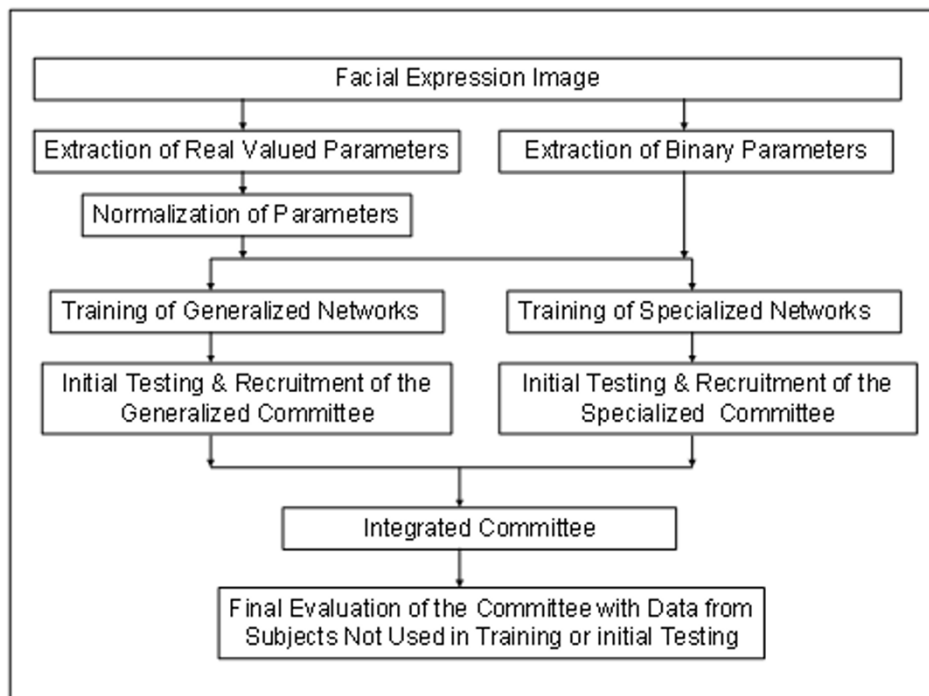 Facial Expression Image
Extraction of Real Valued Parameters
Extraction of Binary Parameters
Normalization of Parameters
Training of Generalized Networks
Training of Specialized Networks
Initial Testing & Recruitment of the
Generalized Committee
Initial Testing & Recruitment of the
Specialized Committee
Integrated Committee
Final Evaluation of the Committee with Data from
Subjects Not Used in Training or initial Testing